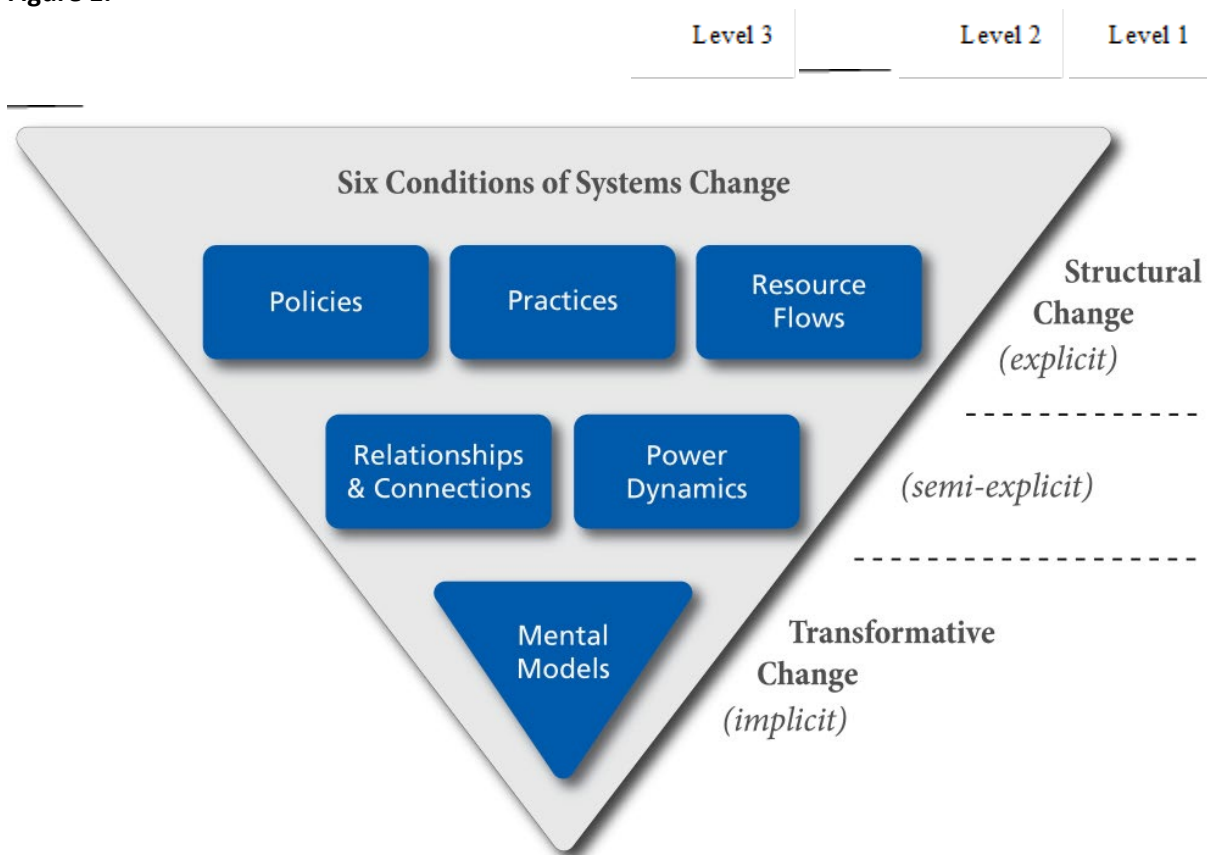 Level 3 Level 2 Level 1
Six Conditions of Systems Change
Policies
Practices
Resource
Flows
Structural
Change
(explicit)
Relationships
& Connections
Power
Dynamics
(semi-explicit)
Mental
Models
Transformative
Change
(implicit)